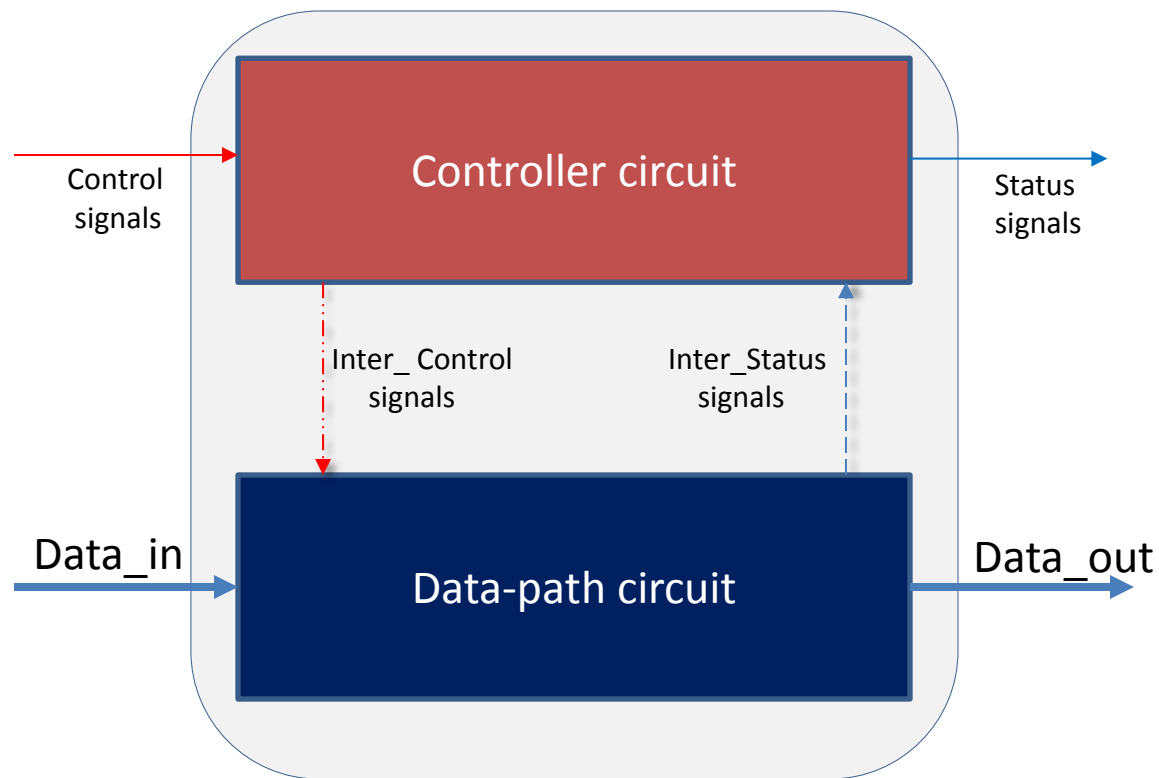 Controller circuit
Control
signals
Status
signals
Inter_ Control
signals
Inter_Status
signals
Data_in
Data-path circuit
Data_out